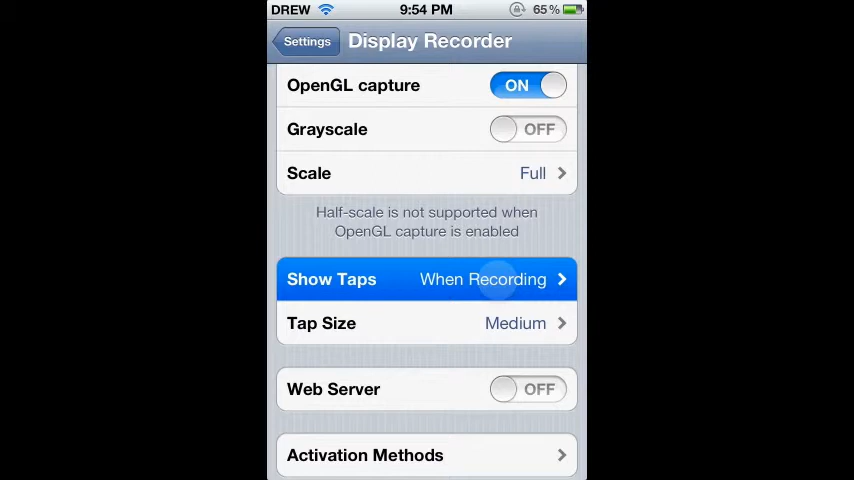 DREW 9:54 PM 65%
Settings Display Recorder
OpenGL capture ON
Grayscale OFF
Scale Full
Half-scale is not supported when
OpenGL capture is enabled
Show Taps When Recording
Tap Size Medium
Web Server OFF
Activation Methods